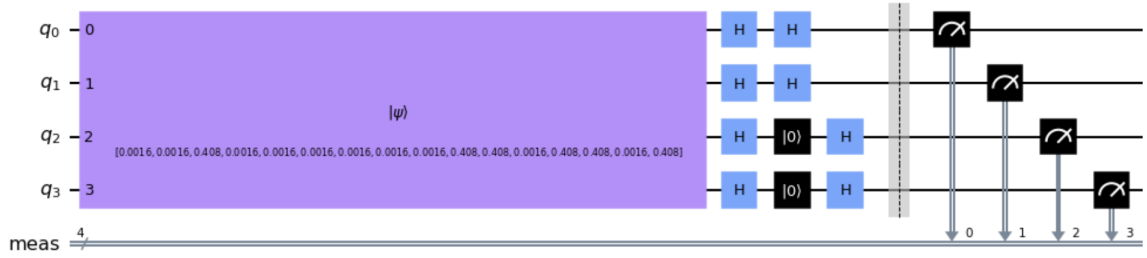 q0 0 H H
q1 1 H H
|ψ⟩
q2 2 [0.0016, 0.0016, 0.408, 0.0016, 0.0016, 0.0016, 0.0016, 0.0016, 0.0016, 0.408, 0.408, 0.0016, 0.408, 0.408, 0.0016, 0.408] H |0⟩ H
q3 3 H |0⟩ H
meas 4 0 1 2 3